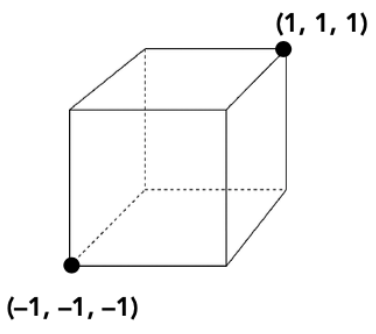 (1, 1, 1)
(–1, –1, –1)